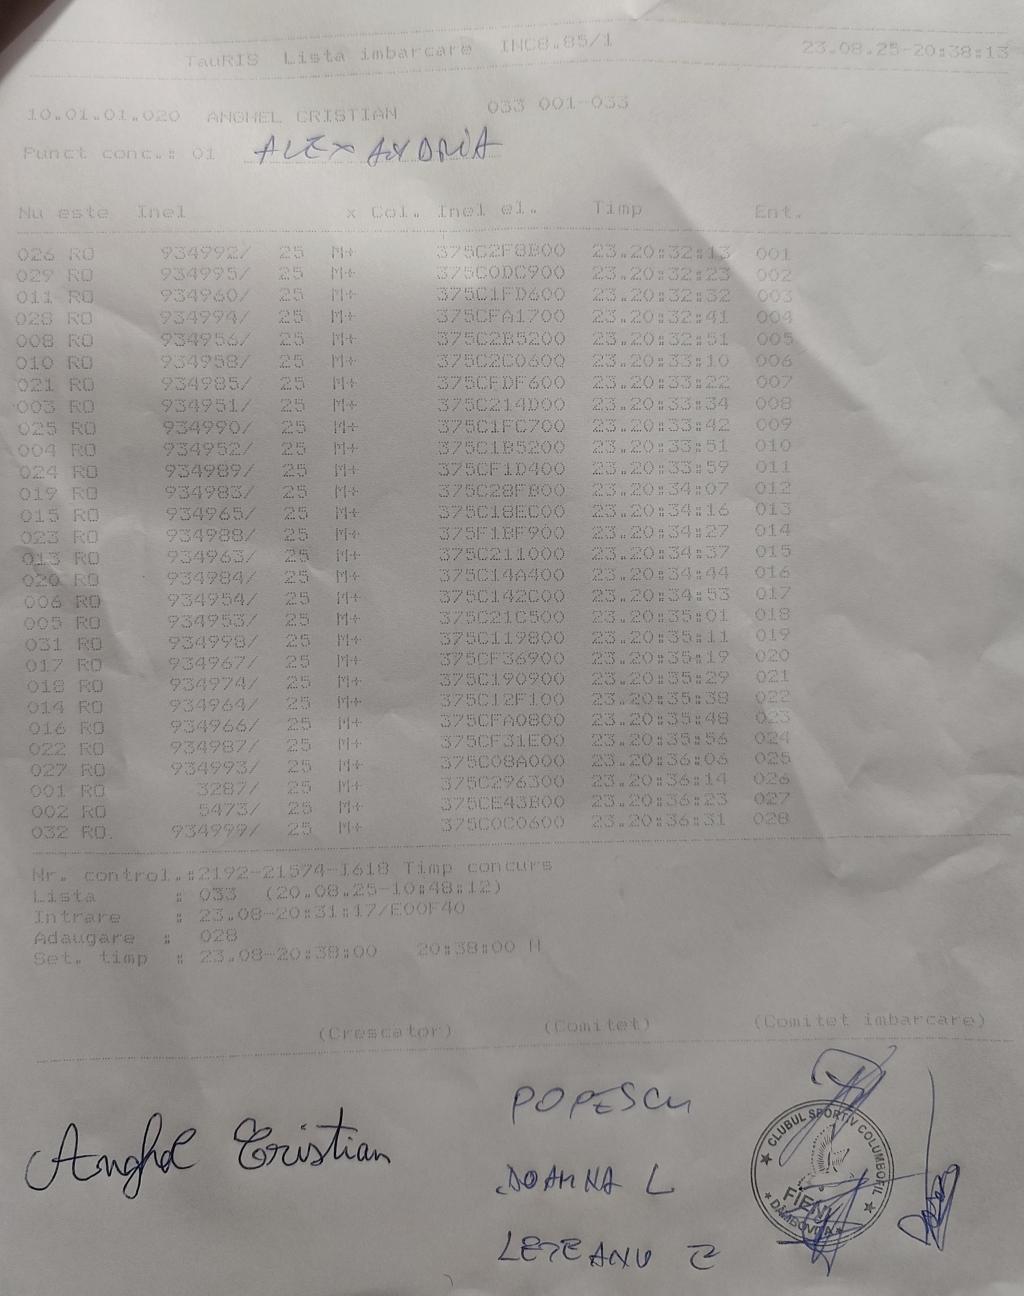 TauRIS Lista imbarcare INC8.85/1 23.08.25-20:38:13
10.01.01.020 ANGHEL CRISTIAN 033 001-033
Punct conc.: 01 ALEXANDRIA
Nu este Inel x Col. Inel el. Timp Ent.
026 RO 934992/ 25 M+ 375C2F8B00 23.20:32:13 001
029 RO 934995/ 25 M+ 375C0DC900 23.20:32:23 002
011 RO 934960/ 25 M+ 375C1FD600 23.20:32:32 003
028 RO 934994/ 25 M+ 375CFA1700 23.20:32:41 004
008 RO 934956/ 25 M+ 375C2B5200 23.20:32:51 005
010 RO 934958/ 25 M+ 375C2C0600 23.20:33:10 006
021 RO 934985/ 25 M+ 375CFDF600 23.20:33:22 007
003 RO 934951/ 25 M+ 375C214D00 23.20:33:34 008
025 RO 934990/ 25 M+ 375C1FC700 23.20:33:42 009
004 RO 934952/ 25 M+ 375C1B5200 23.20:33:51 010
024 RO 934989/ 25 M+ 375CF1D400 23.20:33:59 011
019 RO 934983/ 25 M+ 375C28FB00 23.20:34:07 012
015 RO 934965/ 25 M+ 375C18EC00 23.20:34:16 013
023 RO 934988/ 25 M+ 375F1BF900 23.20:34:27 014
013 RO 934963/ 25 M+ 375C211000 23.20:34:37 015
020 RO 934984/ 25 M+ 375C14A400 23.20:34:44 016
006 RO 934954/ 25 M+ 375C142C00 23.20:34:53 017
005 RO 934953/ 25 M+ 375C21C500 23.20:35:01 018
031 RO 934998/ 25 M+ 375C119800 23.20:35:11 019
017 RO 934967/ 25 M+ 375CF36900 23.20:35:19 020
018 RO 934974/ 25 M+ 375C190900 23.20:35:29 021
014 RO 934964/ 25 M+ 375C12F100 23.20:35:38 022
016 RO 934966/ 25 M+ 375CFA0800 23.20:35:48 023
022 RO 934987/ 25 M+ 375CF31E00 23.20:35:56 024
027 RO 934993/ 25 M+ 375C08A000 23.20:36:06 025
001 RO 3287/ 25 M+ 375C296300 23.20:36:14 026
002 RO 5473/ 25 M+ 375CE43B00 23.20:36:23 027
032 RO. 934999/ 25 M+ 375C0C0600 23.20:36:31 028
Nr. control.:2192-21574-1618 Timp concurs
Lista : 033 (20.08.25-10:48:12)
Intrare : 23.08-20:31:17/E00F40
Adaugare : 028
Set. timp : 23.08-20:38:00 20:38:00 H
(Crescator) (Comitet) (Comitet imbarcare)
Anghel Cristian
POPESCU
DOAMNA L
LETEANU C
★ CLUBUL SPORTIV COLUMBOFIL ★
FIENI
★ DÂMBOVIȚA ★